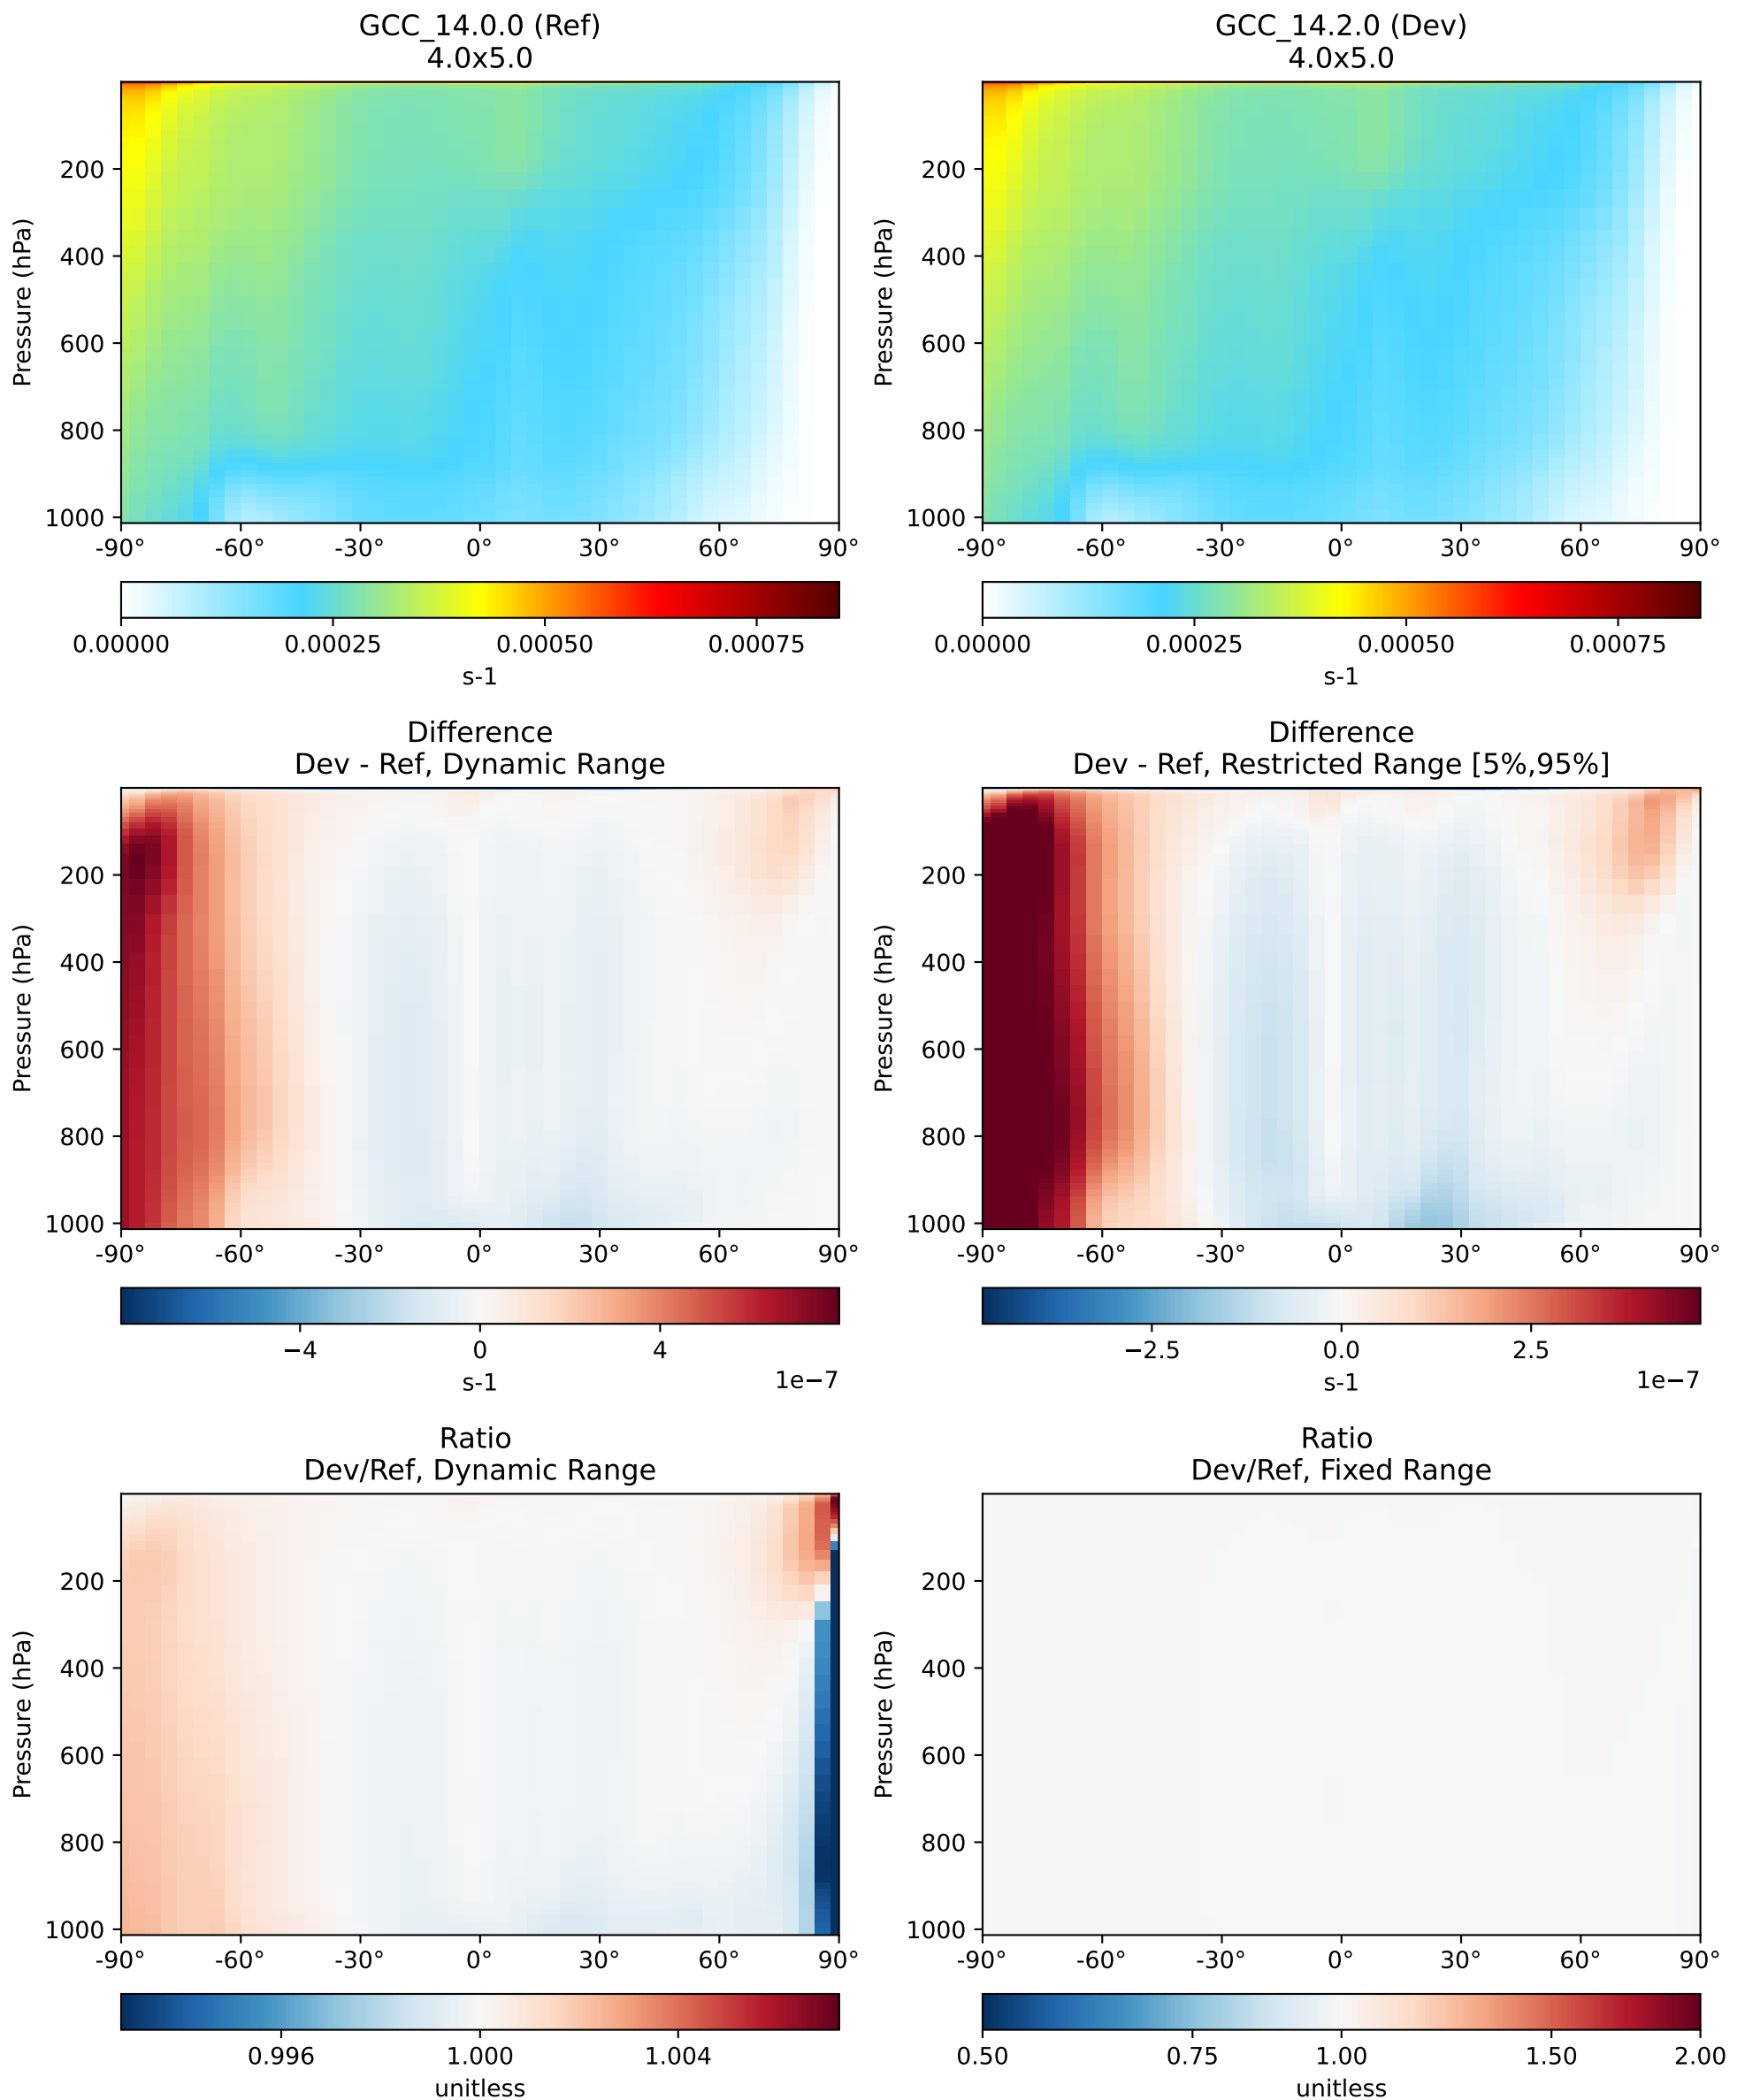 GCC_14.0.0 (Ref)
4.0x5.0
GCC_14.2.0 (Dev)
4.0x5.0
Pressure (hPa)
200
400
600
800
1000
-90° -60° -30° 0° 30° 60° 90°
0.00000 0.00025 0.00050 0.00075
s-1
Pressure (hPa)
200
400
600
800
1000
-90° -60° -30° 0° 30° 60° 90°
0.00000 0.00025 0.00050 0.00075
s-1
Difference
Dev - Ref, Dynamic Range
Difference
Dev - Ref, Restricted Range [5%,95%]
Pressure (hPa)
200
400
600
800
1000
-90° -60° -30° 0° 30° 60° 90°
−4 0 4
s-1 1e−7
Pressure (hPa)
200
400
600
800
1000
-90° -60° -30° 0° 30° 60° 90°
−2.5 0.0 2.5
s-1 1e−7
Ratio
Dev/Ref, Dynamic Range
Ratio
Dev/Ref, Fixed Range
Pressure (hPa)
200
400
600
800
1000
-90° -60° -30° 0° 30° 60° 90°
0.996 1.000 1.004
unitless
Pressure (hPa)
200
400
600
800
1000
-90° -60° -30° 0° 30° 60° 90°
0.50 0.75 1.00 1.50 2.00
unitless